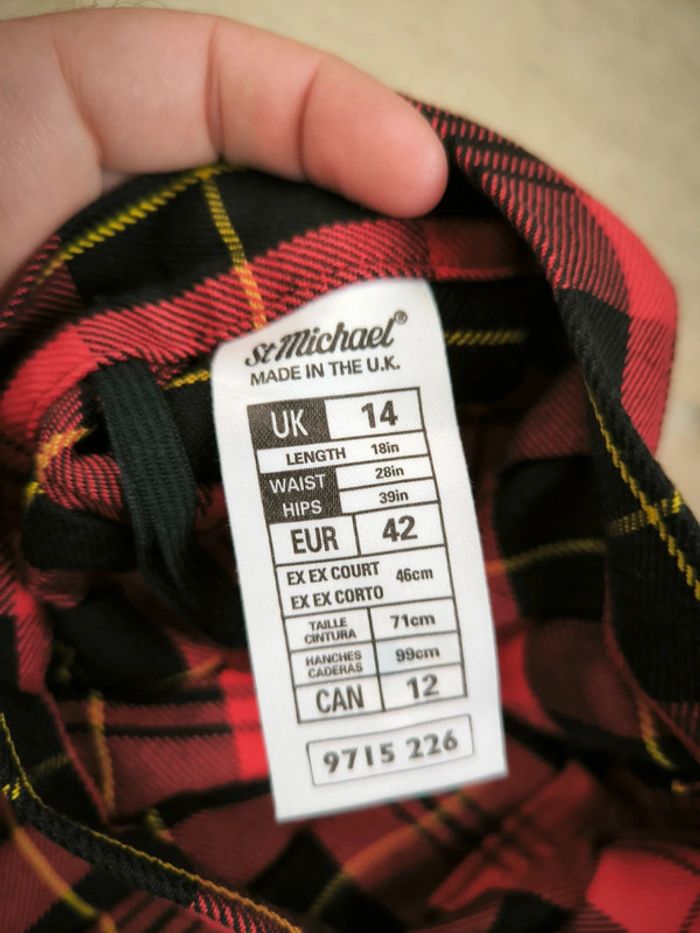 St Michael®
MADE IN THE U.K.
UK 14
LENGTH 18in
WAIST 28in
HIPS 39in
EUR 42
EX EX COURT 46cm
EX EX CORTO
TAILLE 71cm
CINTURA
HANCHES 99cm
CADERAS
CAN 12
9715 226